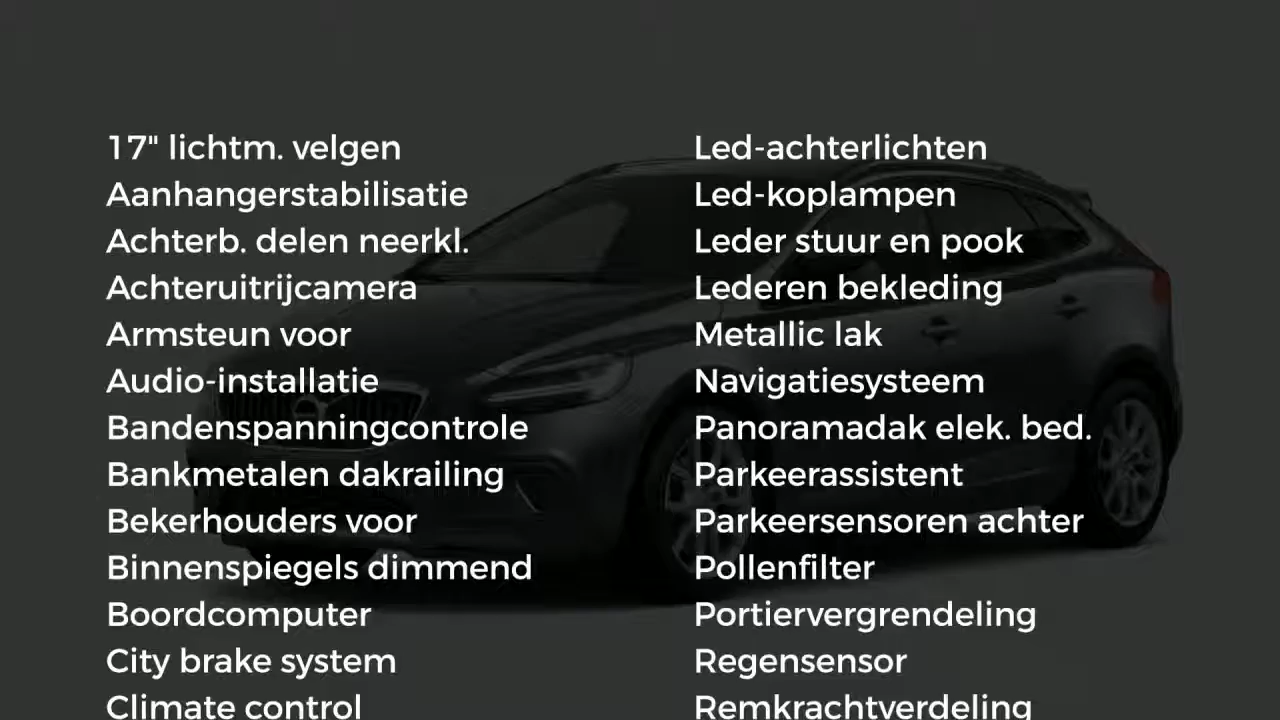 17" lichtm. velgen
Aanhangerstabilisatie
Achterb. delen neerkl.
Achteruitrijcamera
Armsteun voor
Audio-installatie
Bandenspanningcontrole
Bankmetalen dakrailing
Bekerhouders voor
Binnenspiegels dimmend
Boordcomputer
City brake system
Climate control
Led-achterlichten
Led-koplampen
Leder stuur en pook
Lederen bekleding
Metallic lak
Navigatiesysteem
Panoramadak elek. bed.
Parkeerassistent
Parkeersensoren achter
Pollenfilter
Portiervergrendeling
Regensensor
Remkrachtverdeling